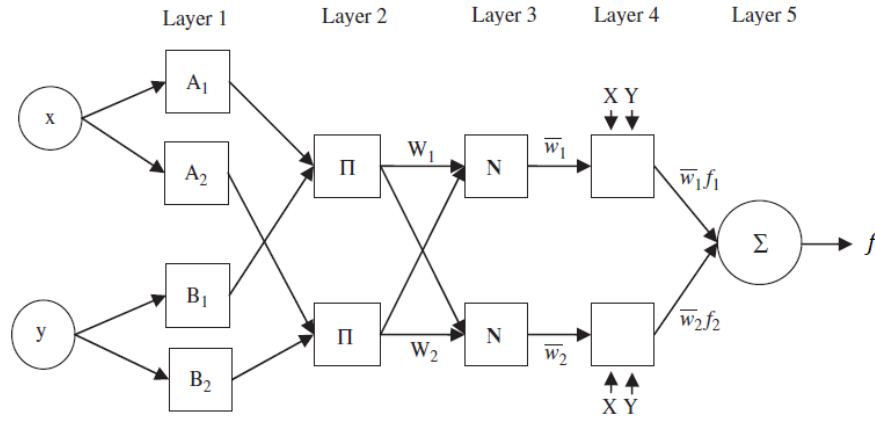 Layer 1 Layer 2 Layer 3 Layer 4 Layer 5
A₁
X Y
x
W₁ w̅₁
A₂ Π N w̅₁f₁
Σ f
B₁
w̅₂f₂
y Π N
W₂ w̅₂
B₂
X Y